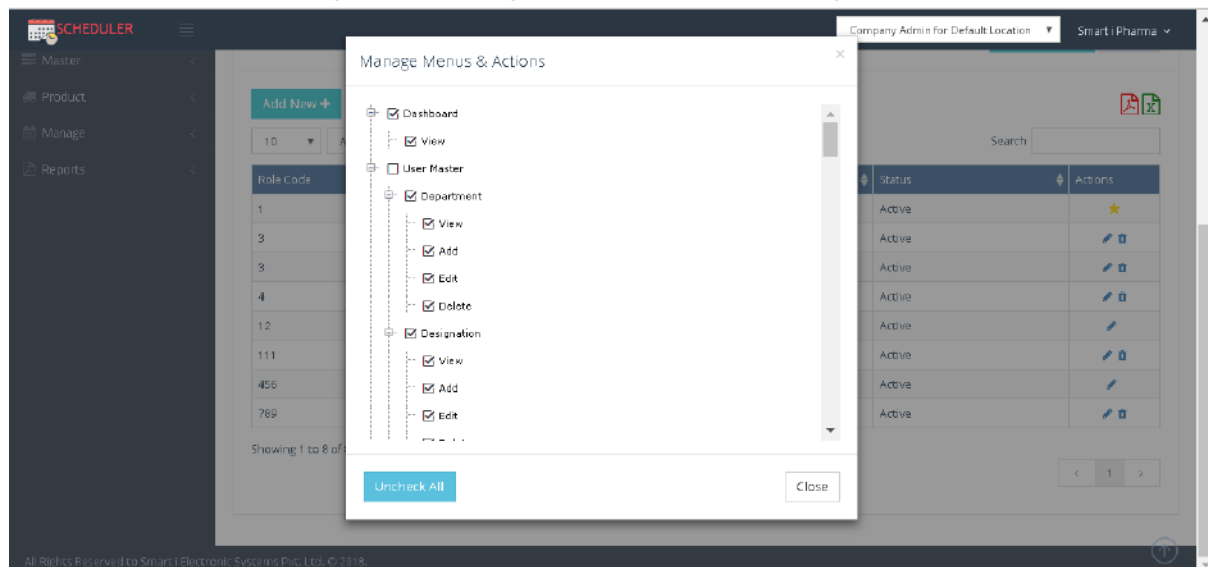 SCHEDULER
Company Admin For Default Location
Smart i Pharma
Master
Product
Manage
Reports
Manage Menus & Actions
×
Add New +
10
A
Search
Role Code
Status
Actions
1
Active
3
Active
3
Active
4
Active
12
Active
111
Active
456
Active
789
Active
Dashboard
View
User Master
Department
View
Add
Edit
Delete
Designation
View
Add
Edit
Showing 1 to 8 of
Uncheck All
Close
< 1 >
All Rights Reserved to Smart i Electronic Systems Pvt. Ltd. © 2018.